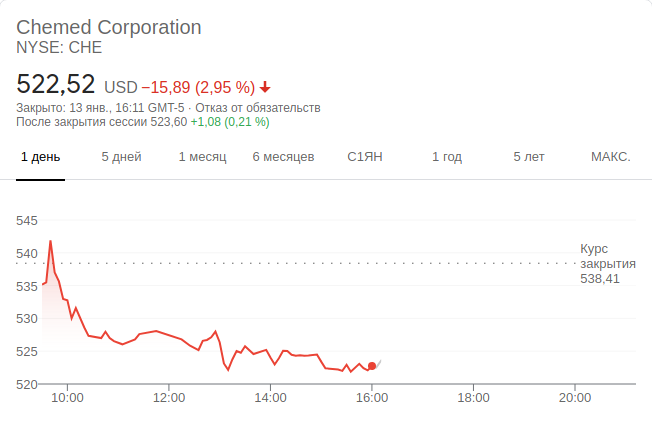 Chemed Corporation
NYSE: CHE
522,52 USD −15,89 (2,95 %)
Закрыто: 13 янв., 16:11 GMT-5 · Отказ от обязательств
После закрытия сессии 523,60 +1,08 (0,21 %)
1 день 5 дней 1 месяц 6 месяцев С1ЯН 1 год 5 лет МАКС.
545
540
535
530
525
520
Курс
закрытия
538,41
10:00 12:00 14:00 16:00 18:00 20:00